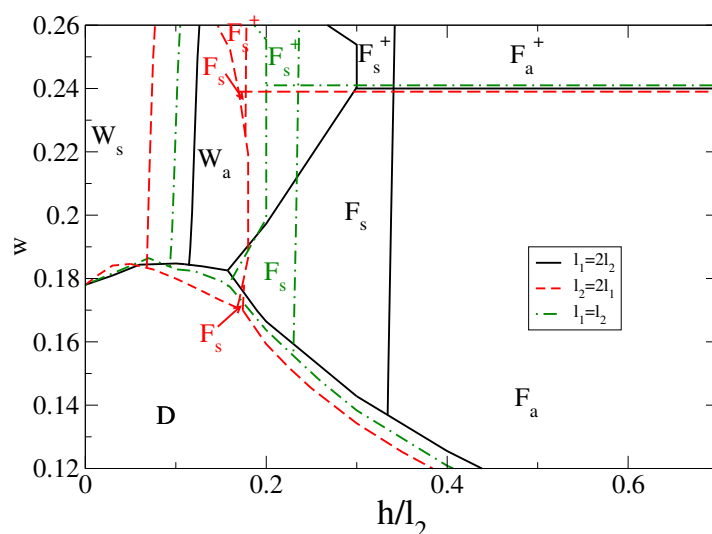 0.26
0.24
0.22
0.2
0.18
0.16
0.14
0.12
w
0
0.2
0.4
0.6
h/l_2
W_s
W_a
F_s
F_s^+
F_s^+
F_s^+
F_a^+
F_s
F_s
F_s
F_a
D
l_1=2l_2
l_2=2l_1
l_1=l_2